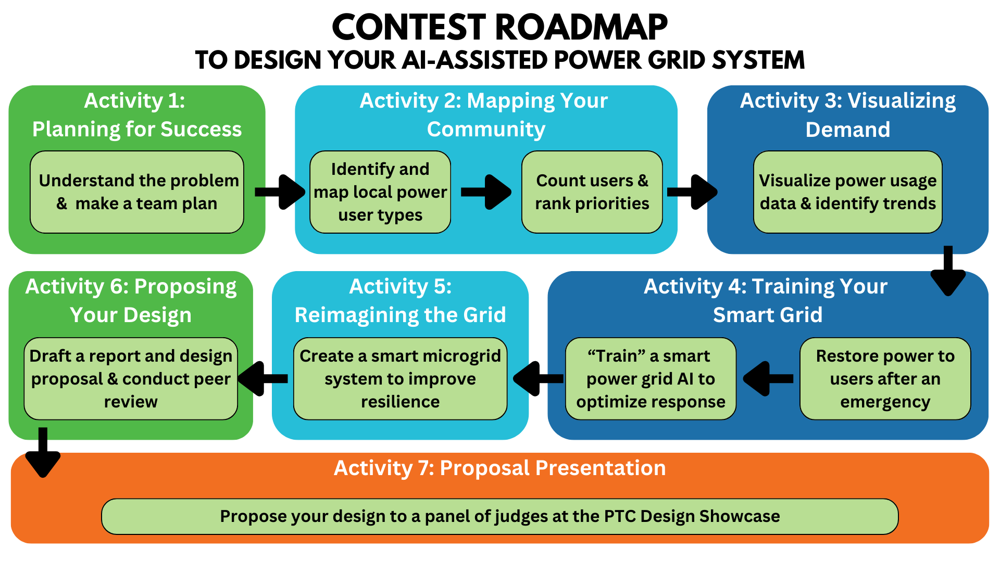 CONTEST ROADMAP
TO DESIGN YOUR AI-ASSISTED POWER GRID SYSTEM
Activity 1:
Planning for Success
Understand the problem
& make a team plan
Activity 2: Mapping Your
Community
Identify and
map local power
user types
Count users &
rank priorities
Activity 3: Visualizing
Demand
Visualize power usage
data & identify trends
Activity 4: Training Your
Smart Grid
Restore power to
users after an
emergency
“Train” a smart
power grid AI to
optimize response
Activity 5:
Reimagining the Grid
Create a smart microgrid
system to improve
resilience
Activity 6: Proposing
Your Design
Draft a report and design
proposal & conduct peer
review
Activity 7: Proposal Presentation
Propose your design to a panel of judges at the PTC Design Showcase